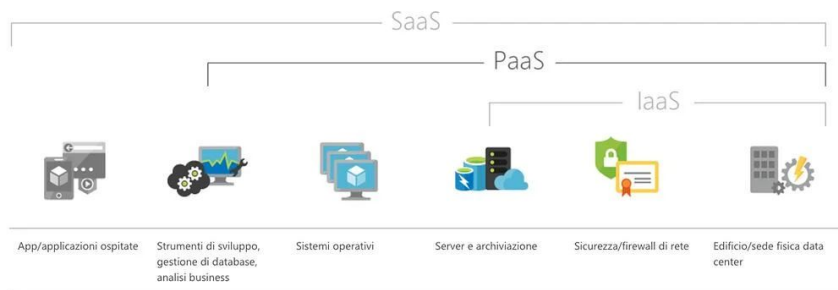 SaaS
PaaS
IaaS
App/applicazioni ospitate
Strumenti di sviluppo,
gestione di database,
analisi business
Sistemi operativi
Server e archiviazione
Sicurezza/firewall di rete
Edificio/sede fisica data
center